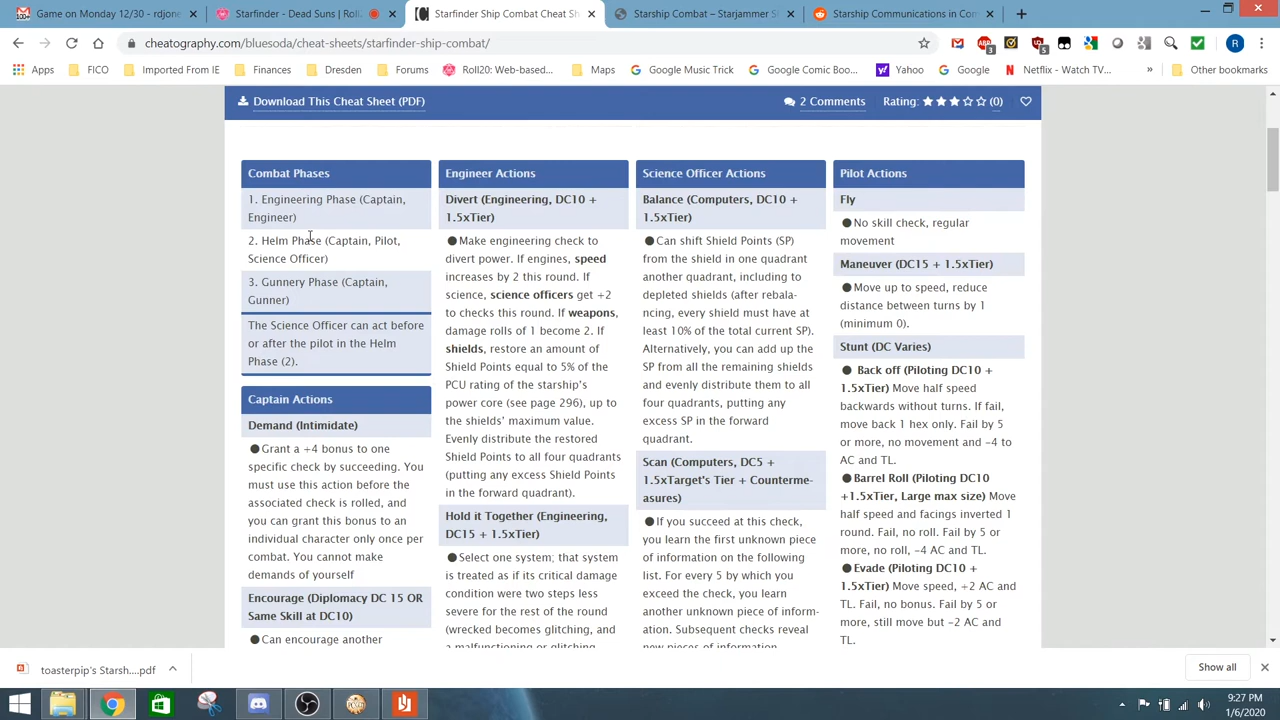 Game on Monday 12/30 - rdjone
Starfinder - Dead Suns | Roll
Starfinder Ship Combat Cheat Sh
Starship Combat – Starjammer S
Starship Communications in Com
cheatography.com/bluesoda/cheat-sheets/starfinder-ship-combat/
Apps
FICO
Imported From IE
Finances
Dresden
Forums
Roll20: Web-based...
Maps
Google Music Trick
Google Comic Boo...
Yahoo
Google
Netflix - Watch TV...
»
Other bookmarks
Download This Cheat Sheet (PDF)
2 Comments
Rating:
(0)
Combat Phases
1. Engineering Phase (Captain,
Engineer)
2. Helm Phase (Captain, Pilot,
Science Officer)
3. Gunnery Phase (Captain,
Gunner)
The Science Officer can act before
or after the pilot in the Helm
Phase (2).
Captain Actions
Demand (Intimidate)
●Grant a +4 bonus to one
specific check by succeeding. You
must use this action before the
associated check is rolled, and
you can grant this bonus to an
individual character only once per
combat. You cannot make
demands of yourself
Encourage (Diplomacy DC 15 OR
Same Skill at DC10)
●Can encourage another
Engineer Actions
Divert (Engineering, DC10 +
1.5xTier)
●Make engineering check to
divert power. If engines, speed
increases by 2 this round. If
science, science officers get +2
to checks this round. If weapons,
damage rolls of 1 become 2. If
shields, restore an amount of
Shield Points equal to 5% of the
PCU rating of the starship's
power core (see page 296), up to
the shields' maximum value.
Evenly distribute the restored
Shield Points to all four quadrants
(putting any excess Shield Points
in the forward quadrant).
Hold it Together (Engineering,
DC15 + 1.5xTier)
●Select one system; that system
is treated as if its critical damage
condition were two steps less
severe for the rest of the round
(wrecked becomes glitching, and
a malfunctioning or glitching
Science Officer Actions
Balance (Computers, DC10 +
1.5xTier)
●Can shift Shield Points (SP)
from the shield in one quadrant
another quadrant, including to
depleted shields (after rebala-
ncing, every shield must have at
least 10% of the total current SP).
Alternatively, you can add up the
SP from all the remaining shields
and evenly distribute them to all
four quadrants, putting any
excess SP in the forward
quadrant.
Scan (Computers, DC5 +
1.5xTarget's Tier + Counterme-
asures)
●If you succeed at this check,
you learn the first unknown piece
of information on the following
list. For every 5 by which you
exceed the check, you learn
another unknown piece of inform-
ation. Subsequent checks reveal
new pieces of information
Pilot Actions
Fly
●No skill check, regular
movement
Maneuver (DC15 + 1.5xTier)
●Move up to speed, reduce
distance between turns by 1
(minimum 0).
Stunt (DC Varies)
● Back off (Piloting DC10 +
1.5xTier) Move half speed
backwards without turns. If fail,
move back 1 hex only. Fail by 5
or more, no movement and -4 to
AC and TL.
●Barrel Roll (Piloting DC10
+1.5xTier, Large max size) Move
half speed and facings inverted 1
round. Fail, no roll. Fail by 5 or
more, no roll, -4 AC and TL.
●Evade (Piloting DC10 +
1.5xTier) Move speed, +2 AC and
TL. Fail, no bonus. Fail by 5 or
more, still move but -2 AC and
TL.
toasterpip's Starsh....pdf
Show all
9:27 PM
1/6/2020